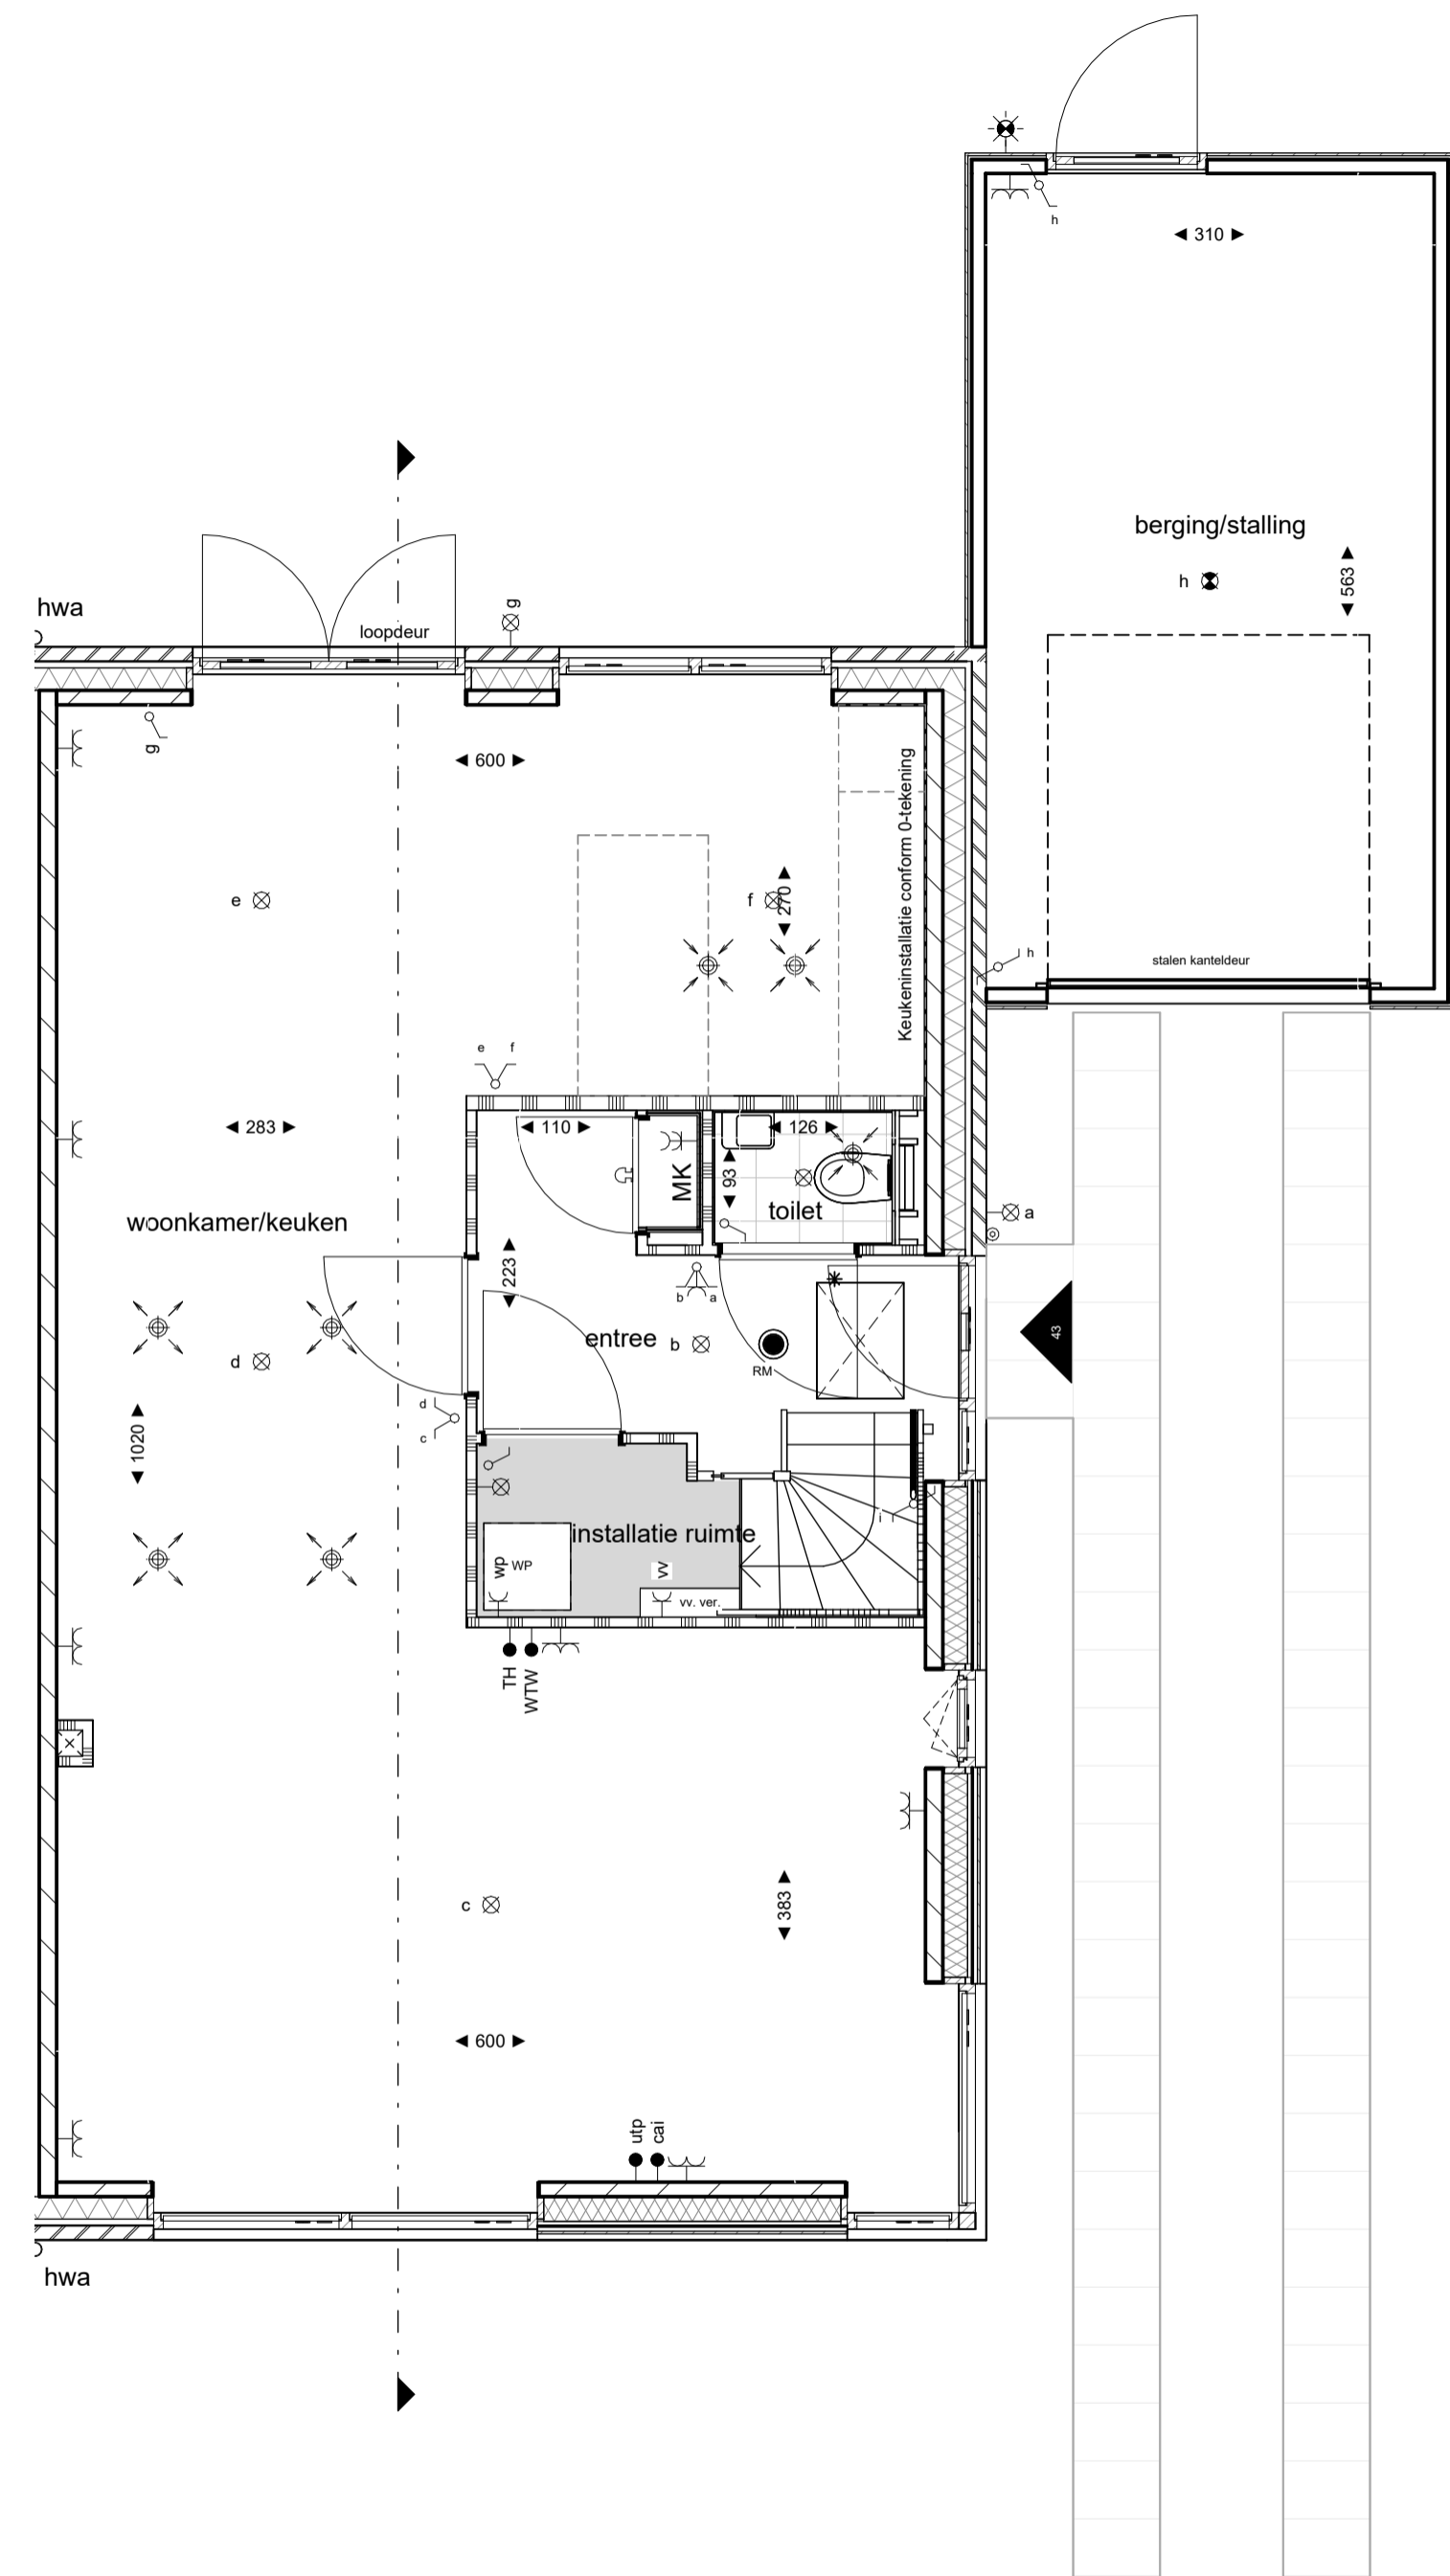 h
310
berging/stalling
h
563
hwa
g
loopdeur
g
600
Keukeninstallatie conform 0-tekening
e
f
270
h
stalen kanteldeur
e f
283
110
126
MK
93
toilet
woonkamer/keuken
a
223
b a
entree
b
43
RM
d
d
c
1020
i
installatie ruimte
wp
WP
vv
vv. ver.
TH
WTW
c
383
600
utp
cai
hwa